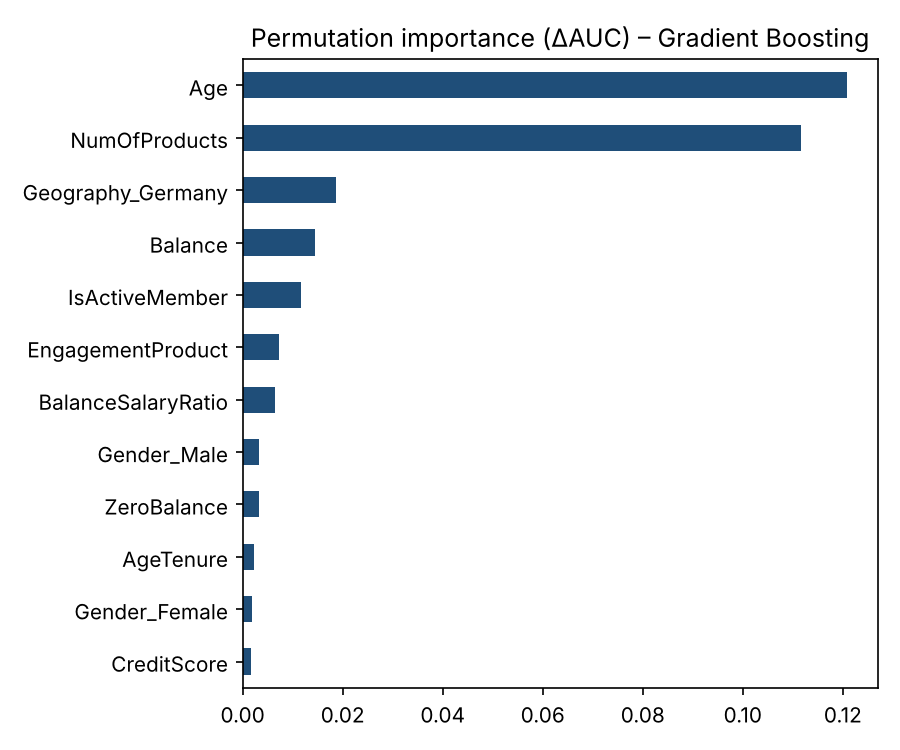 Permutation importance (ΔAUC) – Gradient Boosting
Age
NumOfProducts
Geography_Germany
Balance
IsActiveMember
EngagementProduct
BalanceSalaryRatio
Gender_Male
ZeroBalance
AgeTenure
Gender_Female
CreditScore
0.00 0.02 0.04 0.06 0.08 0.10 0.12